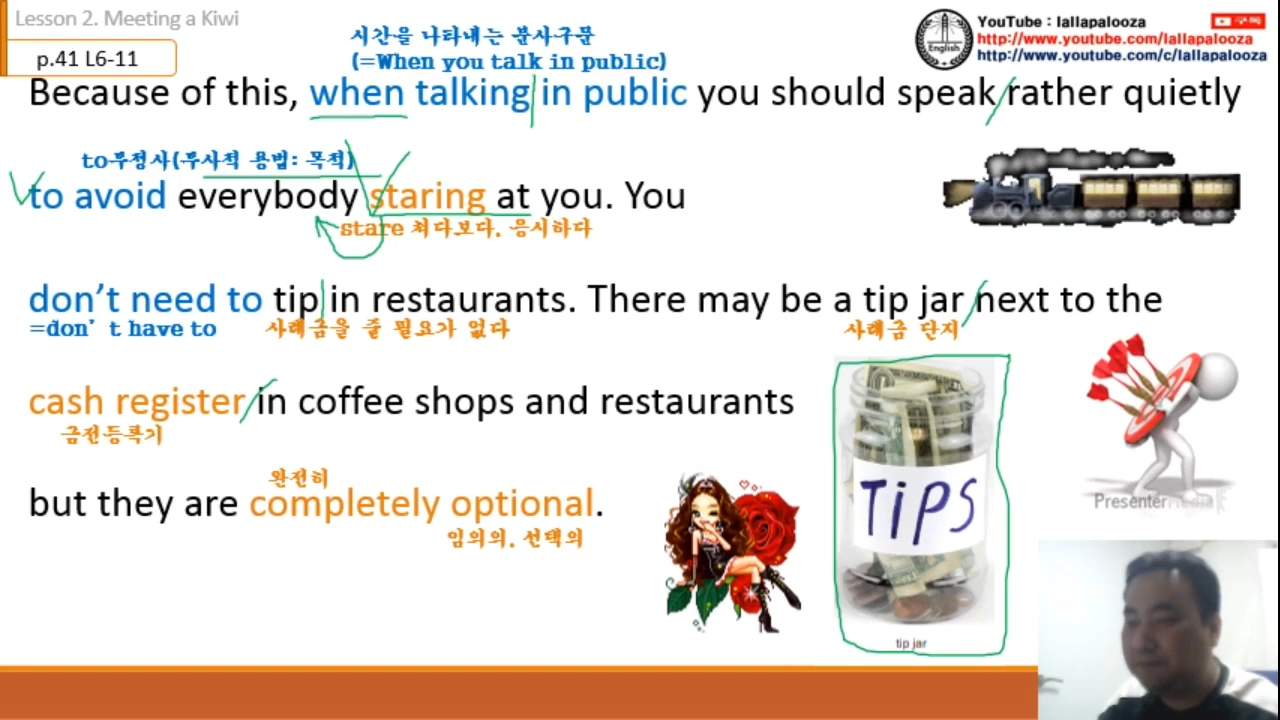 Lesson 2. Meeting a Kiwi
p.41 L6-11
시간을 나타내는 분사구문
(=When you talk in public)
English
YouTube : lallapalooza
구독
http://www.youtube.com/lallapalooza
http://www.youtube.com/c/lallapalooza
Because of this, when talking in public you should speak rather quietly
to부정사(부사적 용법: 목적)
to avoid everybody staring at you. You
stare 쳐다보다, 응시하다
don't need to tip in restaurants. There may be a tip jar next to the
=don't have to 사례금을 줄 필요가 없다 사례금 단지
cash register in coffee shops and restaurants
금전등록기
완전히
but they are completely optional.
임의의, 선택의
TiPS
tip jar
PresenterMedia